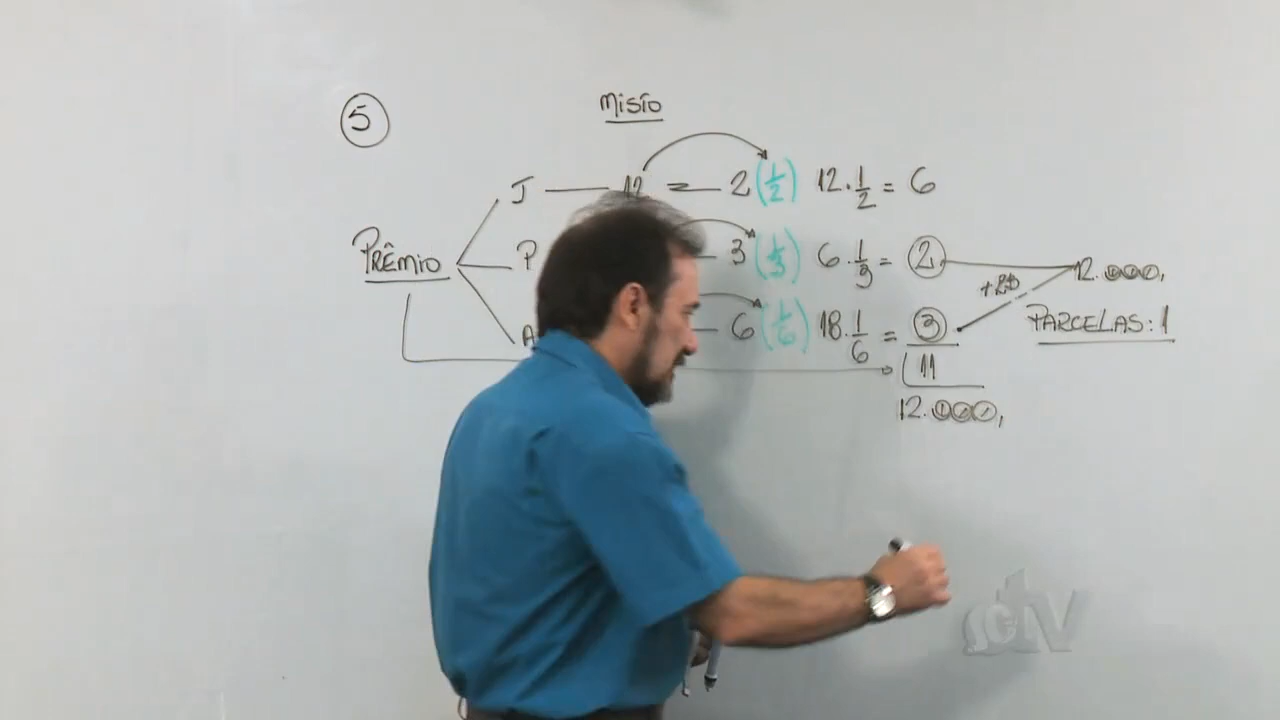 5
Misto
J — 12 = 2 (1/2) 12 · 1/2 = 6
Prêmio P 3 (1/3) 6 · 1/3 = 2 12.000,
A 6 (1/6) 18 · 1/6 = 3 PARCELAS: 1
11
12.000,
sctv